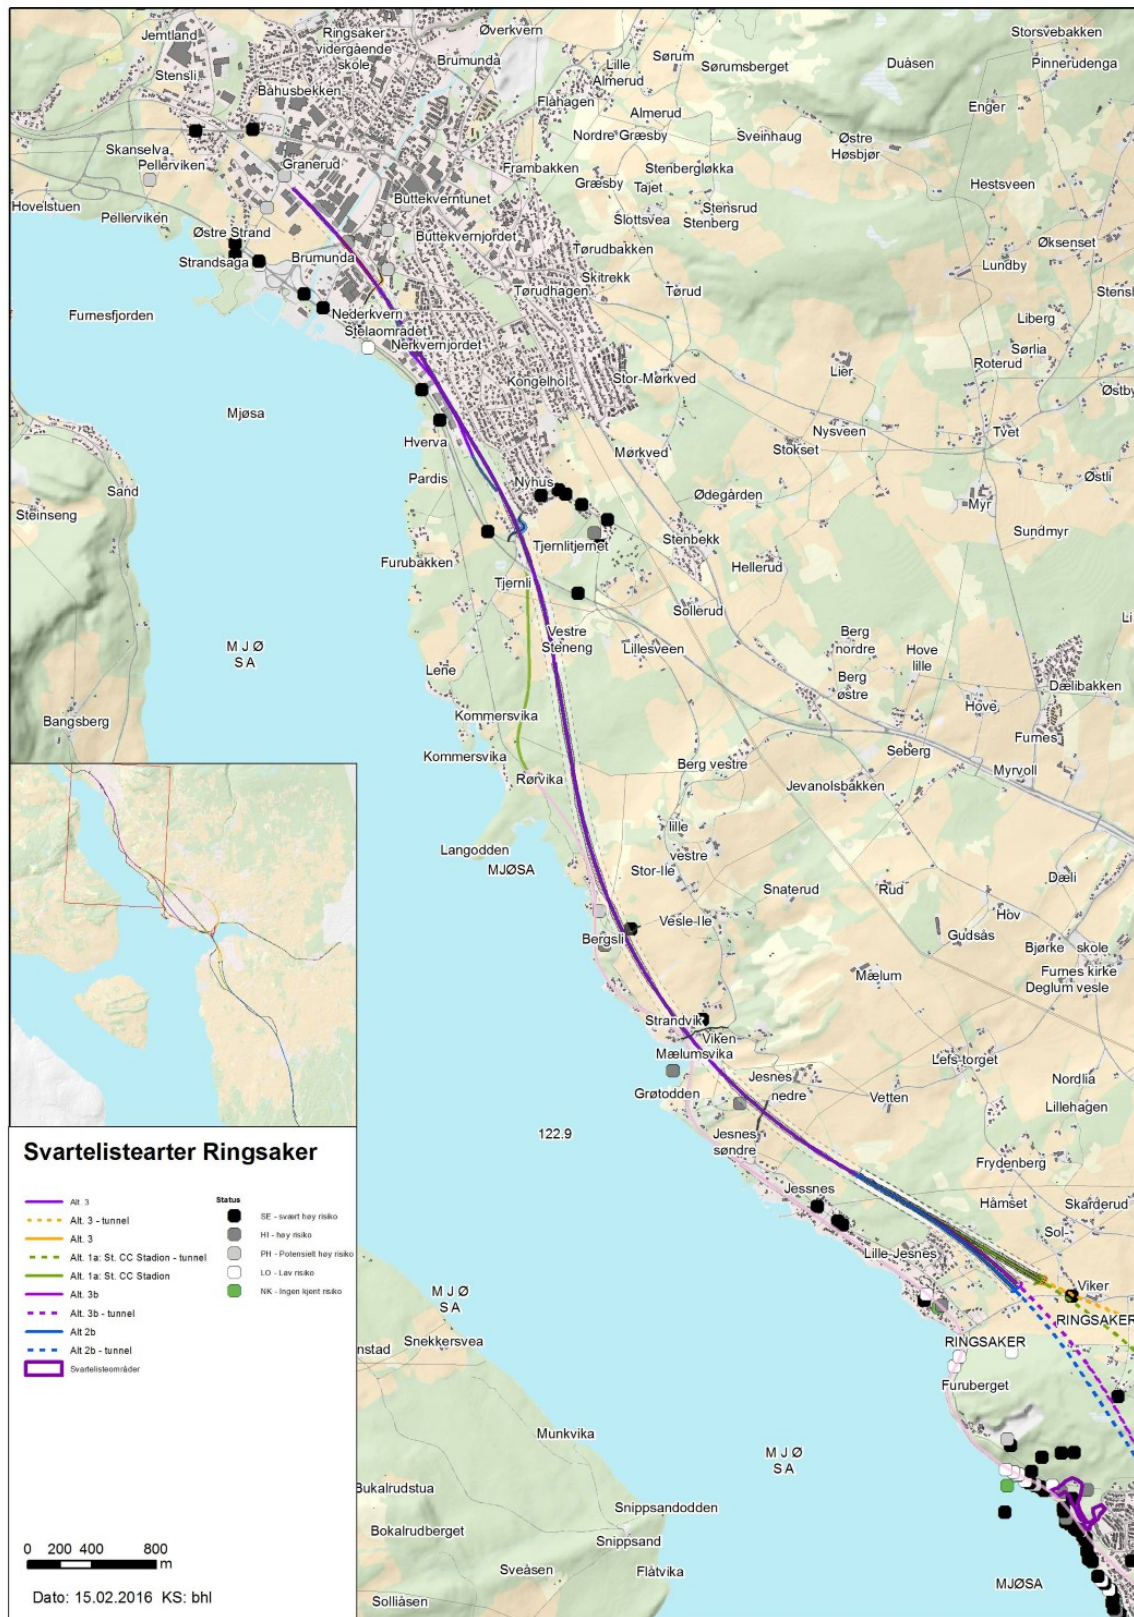 Jemtland
Ringsaker
vidergående
skole
Øverkvern
Brumunda
Stensli
Bahusbekken
Lille
Almerud
Sørum
Sørumsberget
Duåsen
Storsvebakken
Pinnerudenga
Flåhagen
Almerud
Enger
Nordre Græsby
Sveinhaug
Østre
Høsbjør
Skanselva
Pellerviken
Granerud
Frambakken
Stenbergløkka
Græsby
Tajet
Hestsveen
Hovelstuen
Pellerviken
Buttekverntunet
Slottsvea
Stensrud
Stenberg
Østre Strand
Buttekvernjordet
Tørudbakken
Øksenset
Strandsaga
Brumunda
Skitrekk
Lundby
Tørudhagen
Tørud
Furnesfjorden
Nederkvern
Stelaområdet
Nerkvernjordet
Liberg
Sørlia
Roterud
Lier
Kongelhol
Stor-Mørkved
Mjøsa
Hverva
Nysveen
Tvet
Stokset
Mørkved
Pardis
Nyhus
Østli
Sand
Ødegården
Myr
Steinseng
Sundmyr
Tjernlitjernet
Stenbekk
Furubakken
Hellerud
Tjernli
Sollerud
Vestre
Steneng
Berg
nordre
Lillesveen
Hove
lille
M J Ø
S A
Lene
Berg
østre
Dælibakken
Hove
Bangsberg
Kommersvika
Furnes
Kommersvika
Seberg
Berg vestre
Myrvoll
Rørvika
Jevanolsbakken
lille
vestre
Langodden
MJØSA
Stor-Ile
Snaterud
Rud
Dæli
Vesle-Ile
Hov
Bergsli
Gudsås
Bjørke skole
Mælum
Furnes kirke
Deglum vesle
Strandvik
Viken
Mælumsvika
Lefs-torget
Grøtodden
Jesnes
nedre
Vetten
Nordlia
Lillehagen
122.9
Jesnes
søndre
Frydenberg
Jessnes
Håmset
Skarderud
Sol-
Lille-Jesnes
Viker
RINGSAKER
RINGSAKER
M J Ø
S A
Snekkersvea
Furuberget
Munkvika
M J Ø
S A
Bukalrudstua
Snippsandodden
Bokalrudberget
Snippsand
Sveåsen
Flåtvika
MJØSA
Solliåsen
Svartelistearter Ringsaker
Alt. 3
Alt. 3 - tunnel
Alt. 3
Alt. 1a: St. CC Stadion - tunnel
Alt. 1a: St. CC Stadion
Alt. 3b
Alt. 3b - tunnel
Alt 2b
Alt 2b - tunnel
Svartelisteområder
Status
SE - svært høy risiko
HI - høy risiko
PH - Potensielt høy risiko
LO - Lav risiko
NK - Ingen kjent risiko
0 200 400 800
m
Dato: 15.02.2016 KS: bhl